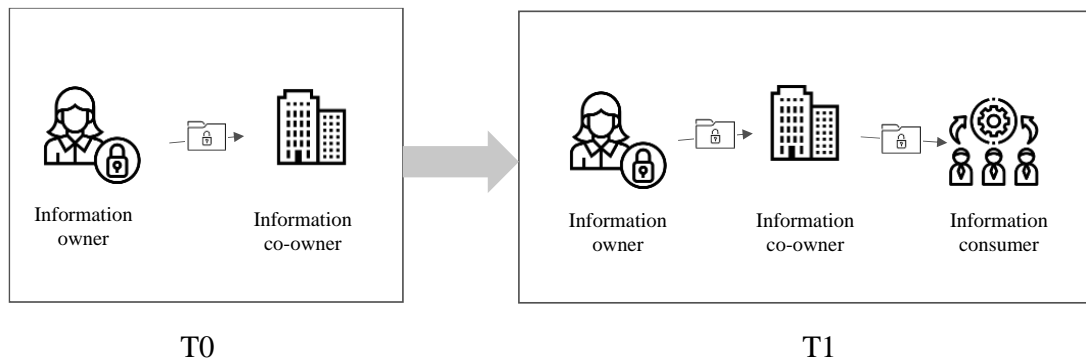 Information
owner
Information
co-owner
Information
owner
Information
co-owner
Information
consumer
T0
T1